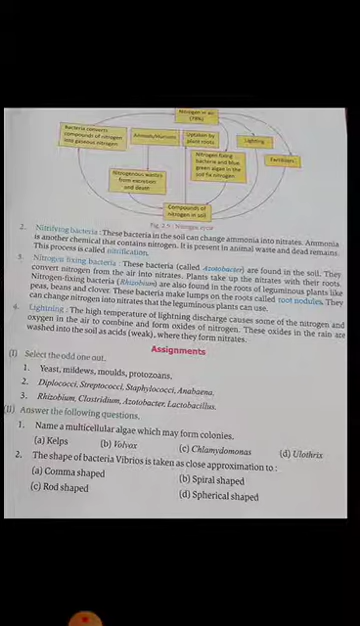 Nitrogen in air
(78%)
Bacteria converts
compounds of nitrogen
into gaseous nitrogen
Ammonia/Nitrates
Uptaken by
plant roots
Lighting
Nitrogen fixing
bacteria and blue
green algae in the
soil fix nitrogen
Fertilizers
Nitrogenous wastes
from excretion
and death
Compounds of
nitrogen in soil
Fig. 2.9 : Nitrogen cycle
2. Nitrifying bacteria : These bacteria in the soil can change ammonia into nitrates. Ammonia
is another chemical that contains nitrogen. It is present in animal waste and dead remains.
This process is called nitrification.
3. Nitrogen fixing bacteria : These bacteria (called Azotobacter) are found in the soil. They
convert nitrogen from the air into nitrates. Plants take up the nitrates with their roots.
Nitrogen-fixing bacteria (Rhizobium) are also found in the roots of leguminous plants like
peas, beans and clover. These bacteria make lumps on the roots called root nodules. They
can change nitrogen into nitrates that the leguminous plants can use.
4. Lightning : The high temperature of lightning discharge causes some of the nitrogen and
oxygen in the air to combine and form oxides of nitrogen. These oxides in the rain are
washed into the soil as acids (weak), where they form nitrates.
Assignments
(I) Select the odd one out.
1. Yeast, mildews, moulds, protozoans.
2. Diplococci, Streptococci, Staphylococci, Anabaena.
3. Rhizobium, Clostridium, Azotobacter, Lactobacillus.
(II) Answer the following questions.
1. Name a multicellular algae which may form colonies.
(a) Kelps (b) Volvox (c) Chlamydomonas (d) Ulothrix
2. The shape of bacteria Vibrios is taken as close approximation to :
(a) Comma shaped (b) Spiral shaped
(c) Rod shaped (d) Spherical shaped